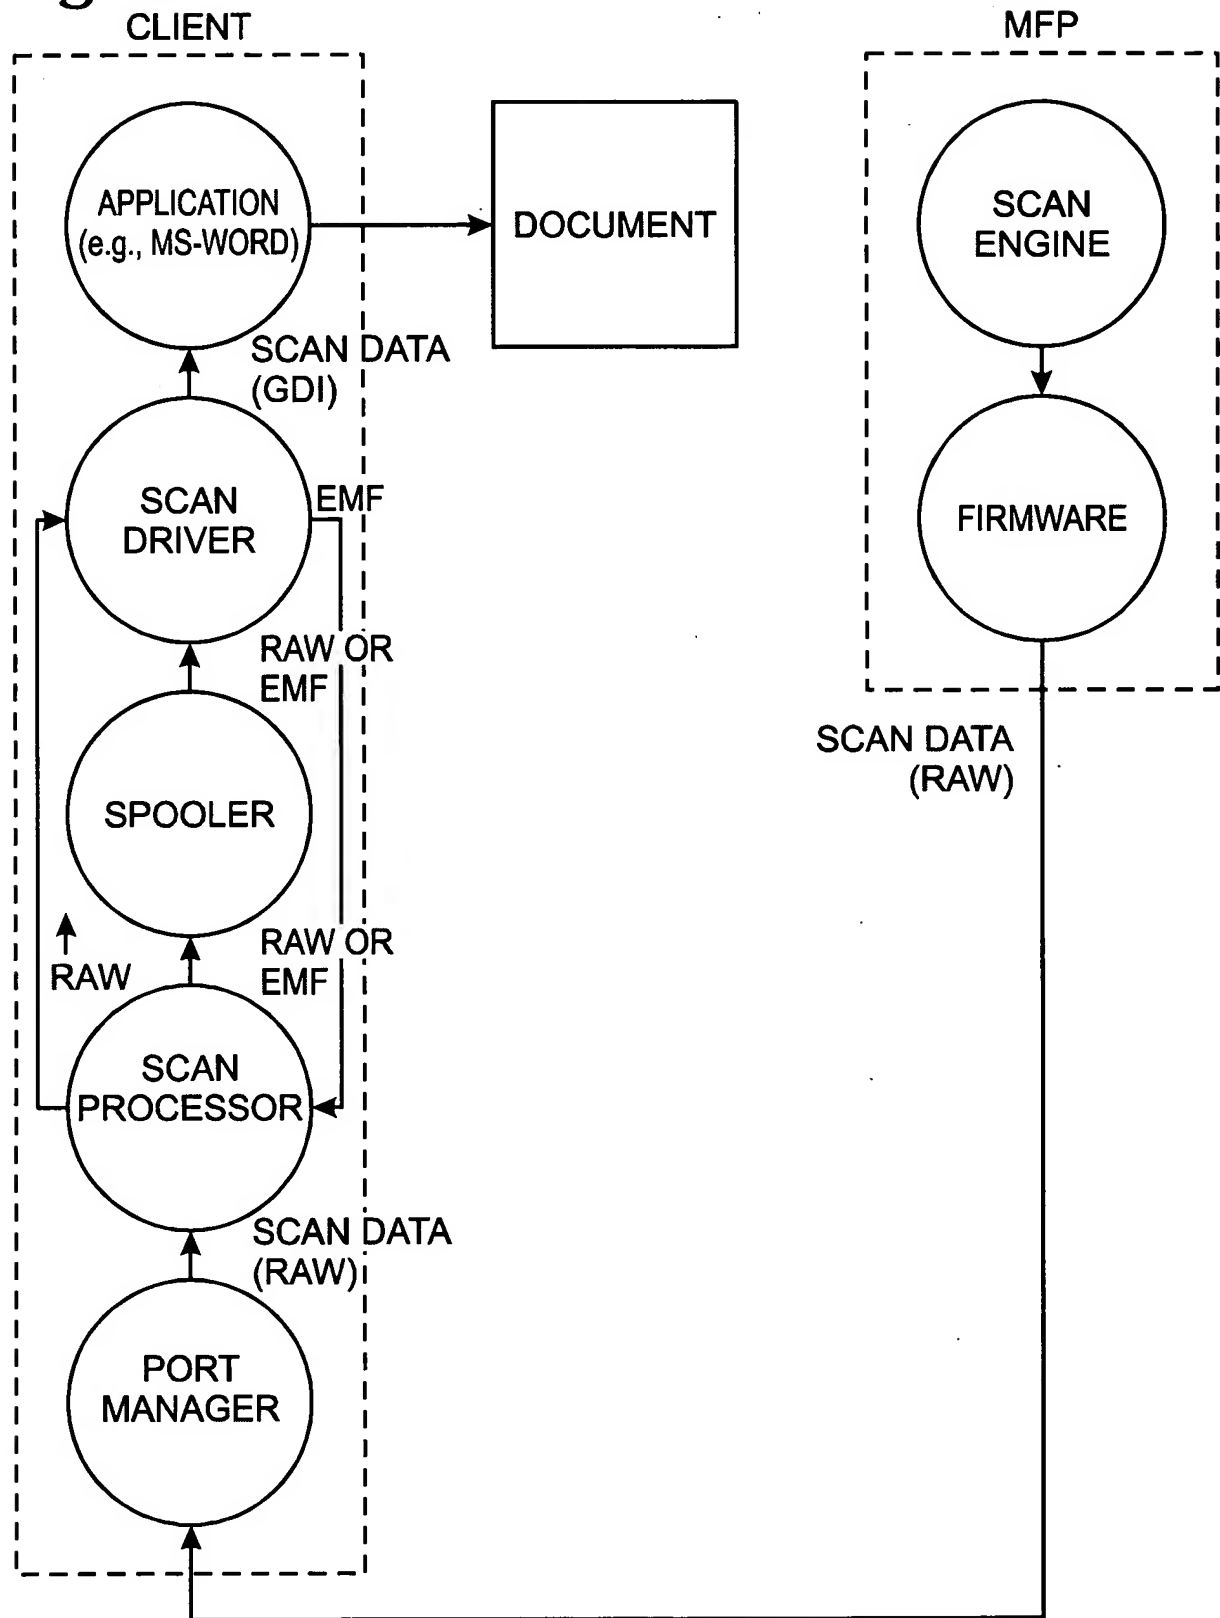 CLIENT
MFP
APPLICATION
(e.g., MS-WORD)
DOCUMENT
SCAN
ENGINE
SCAN DATA
(GDI)
SCAN
DRIVER
EMF
FIRMWARE
RAW OR
EMF
SCAN DATA
(RAW)
SPOOLER
RAW OR
EMF
RAW
SCAN
PROCESSOR
SCAN DATA
(RAW)
PORT
MANAGER